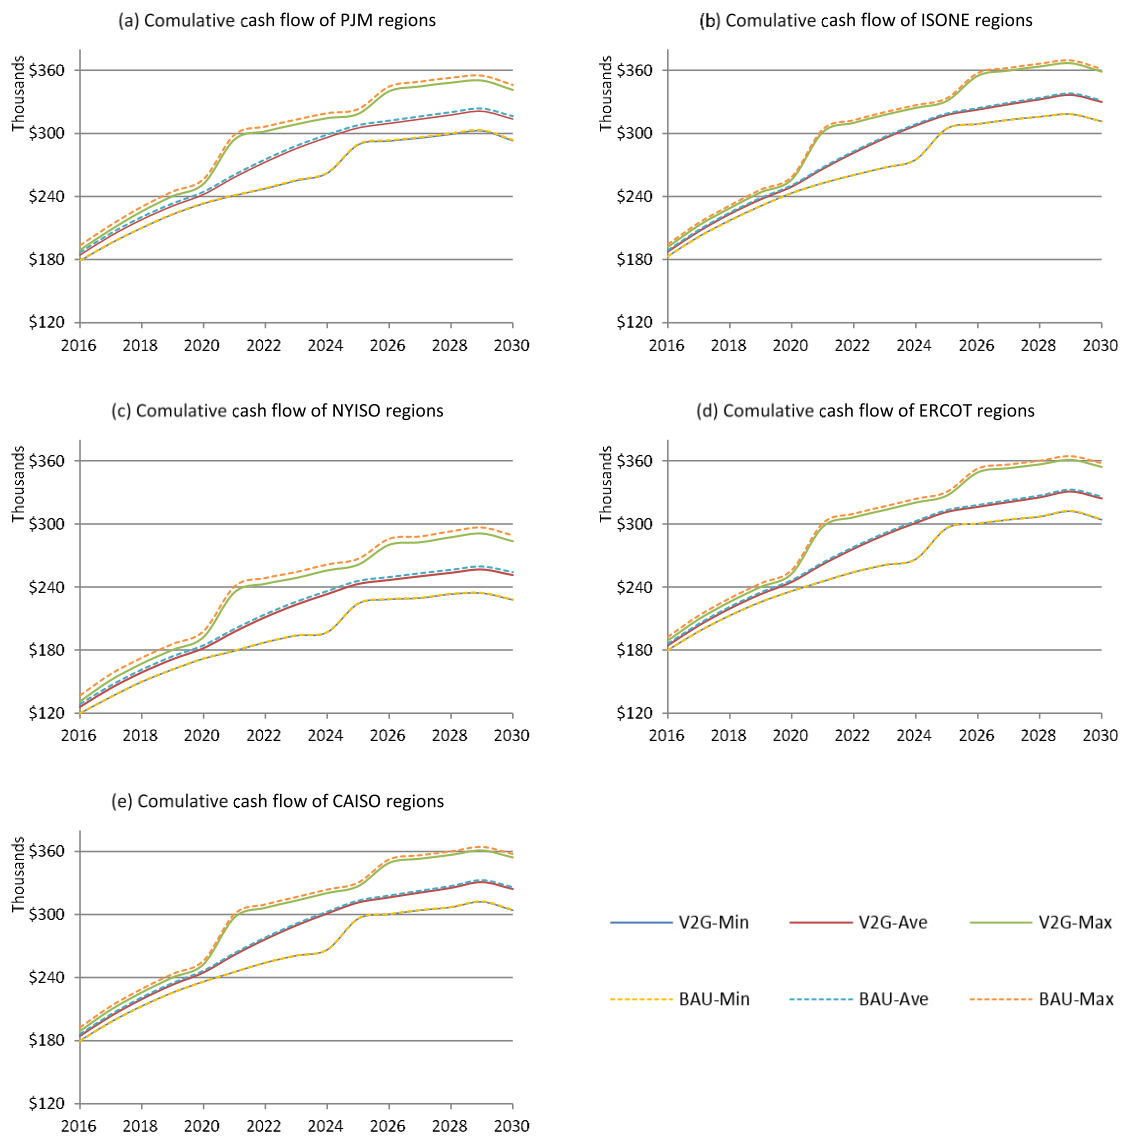 (a) Comulative cash flow of PJM regions
Thousands
$360
$300
$240
$180
$120
2016 2018 2020 2022 2024 2026 2028 2030
(b) Comulative cash flow of ISONE regions
Thousands
$360
$300
$240
$180
$120
2016 2018 2020 2022 2024 2026 2028 2030
(c) Comulative cash flow of NYISO regions
Thousands
$360
$300
$240
$180
$120
2016 2018 2020 2022 2024 2026 2028 2030
(d) Comulative cash flow of ERCOT regions
Thousands
$360
$300
$240
$180
$120
2016 2018 2020 2022 2024 2026 2028 2030
(e) Comulative cash flow of CAISO regions
Thousands
$360
$300
$240
$180
$120
2016 2018 2020 2022 2024 2026 2028 2030
V2G-Min V2G-Ave V2G-Max
BAU-Min BAU-Ave BAU-Max